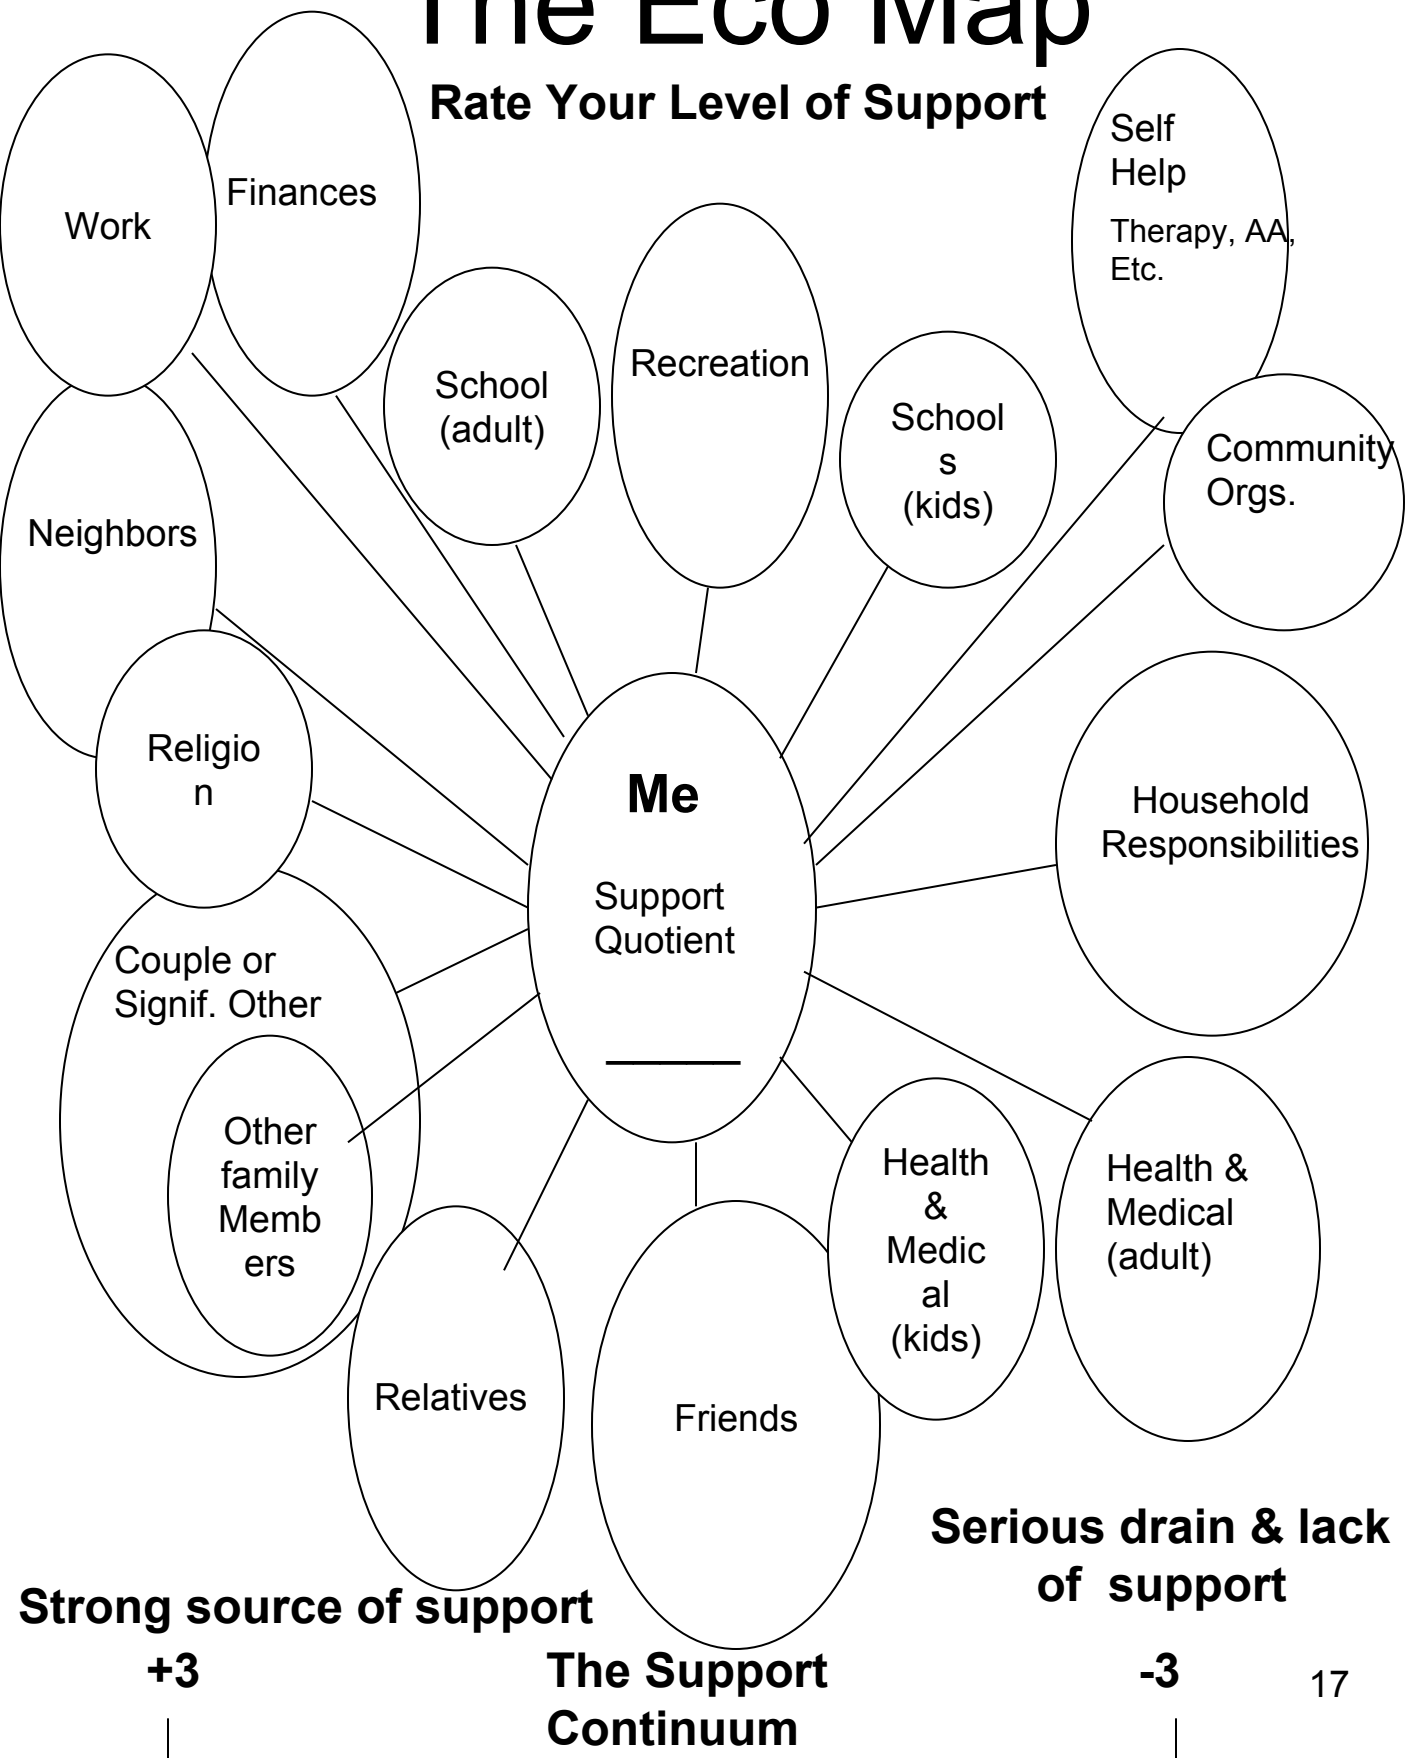 The Eco Map
Rate Your Level of Support
Work
Finances
School
(adult)
Recreation
School
s
(kids)
Self
Help
Therapy, AA,
Etc.
Community
Orgs.
Neighbors
Religio
n
Me
Support
Quotient
Household
Responsibilities
Couple or
Signif. Other
Other
family
Memb
ers
Relatives
Friends
Health
&
Medic
al
(kids)
Health &
Medical
(adult)
Serious drain & lack
of support
Strong source of support
+3
The Support
Continuum
-3
17